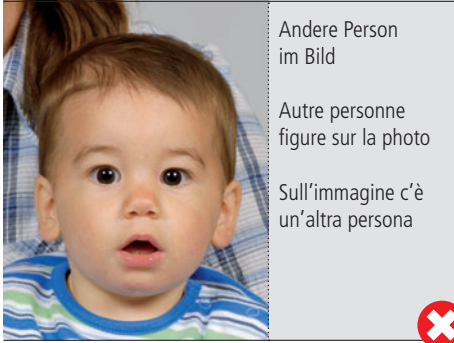 Andere Person
im Bild
Autre personne
figure sur la photo
Sull'immagine c'è
un'altra persona